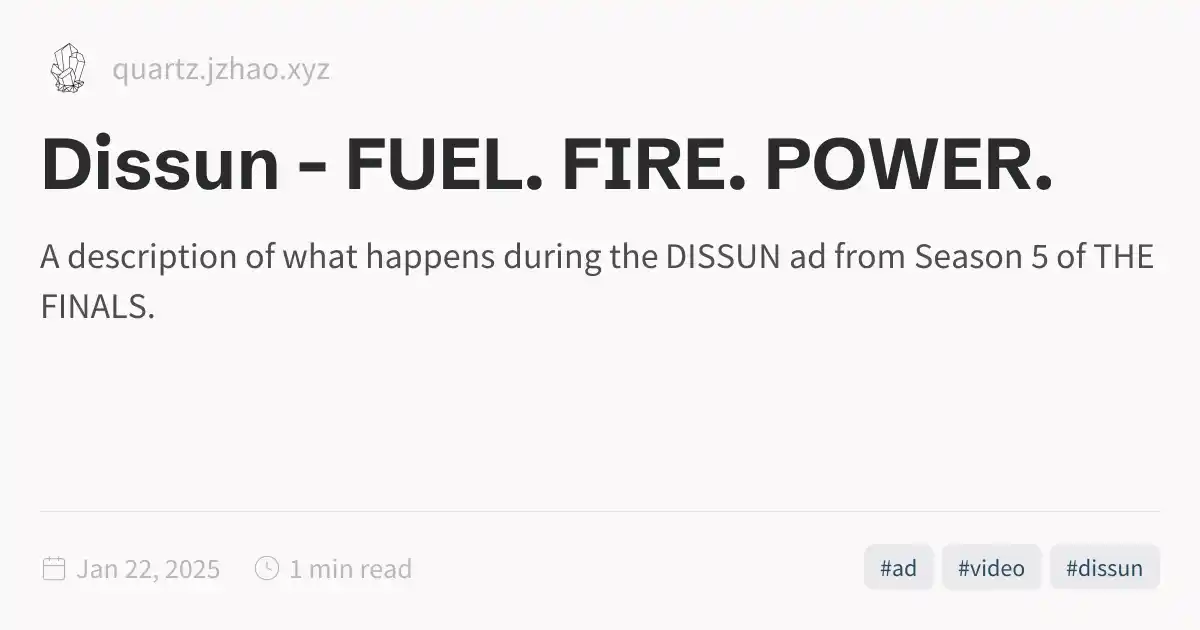 quartz.jzhao.xyz
Dissun - FUEL. FIRE. POWER.
A description of what happens during the DISSUN ad from Season 5 of THE
FINALS.
Jan 22, 2025 1 min read #ad #video #dissun